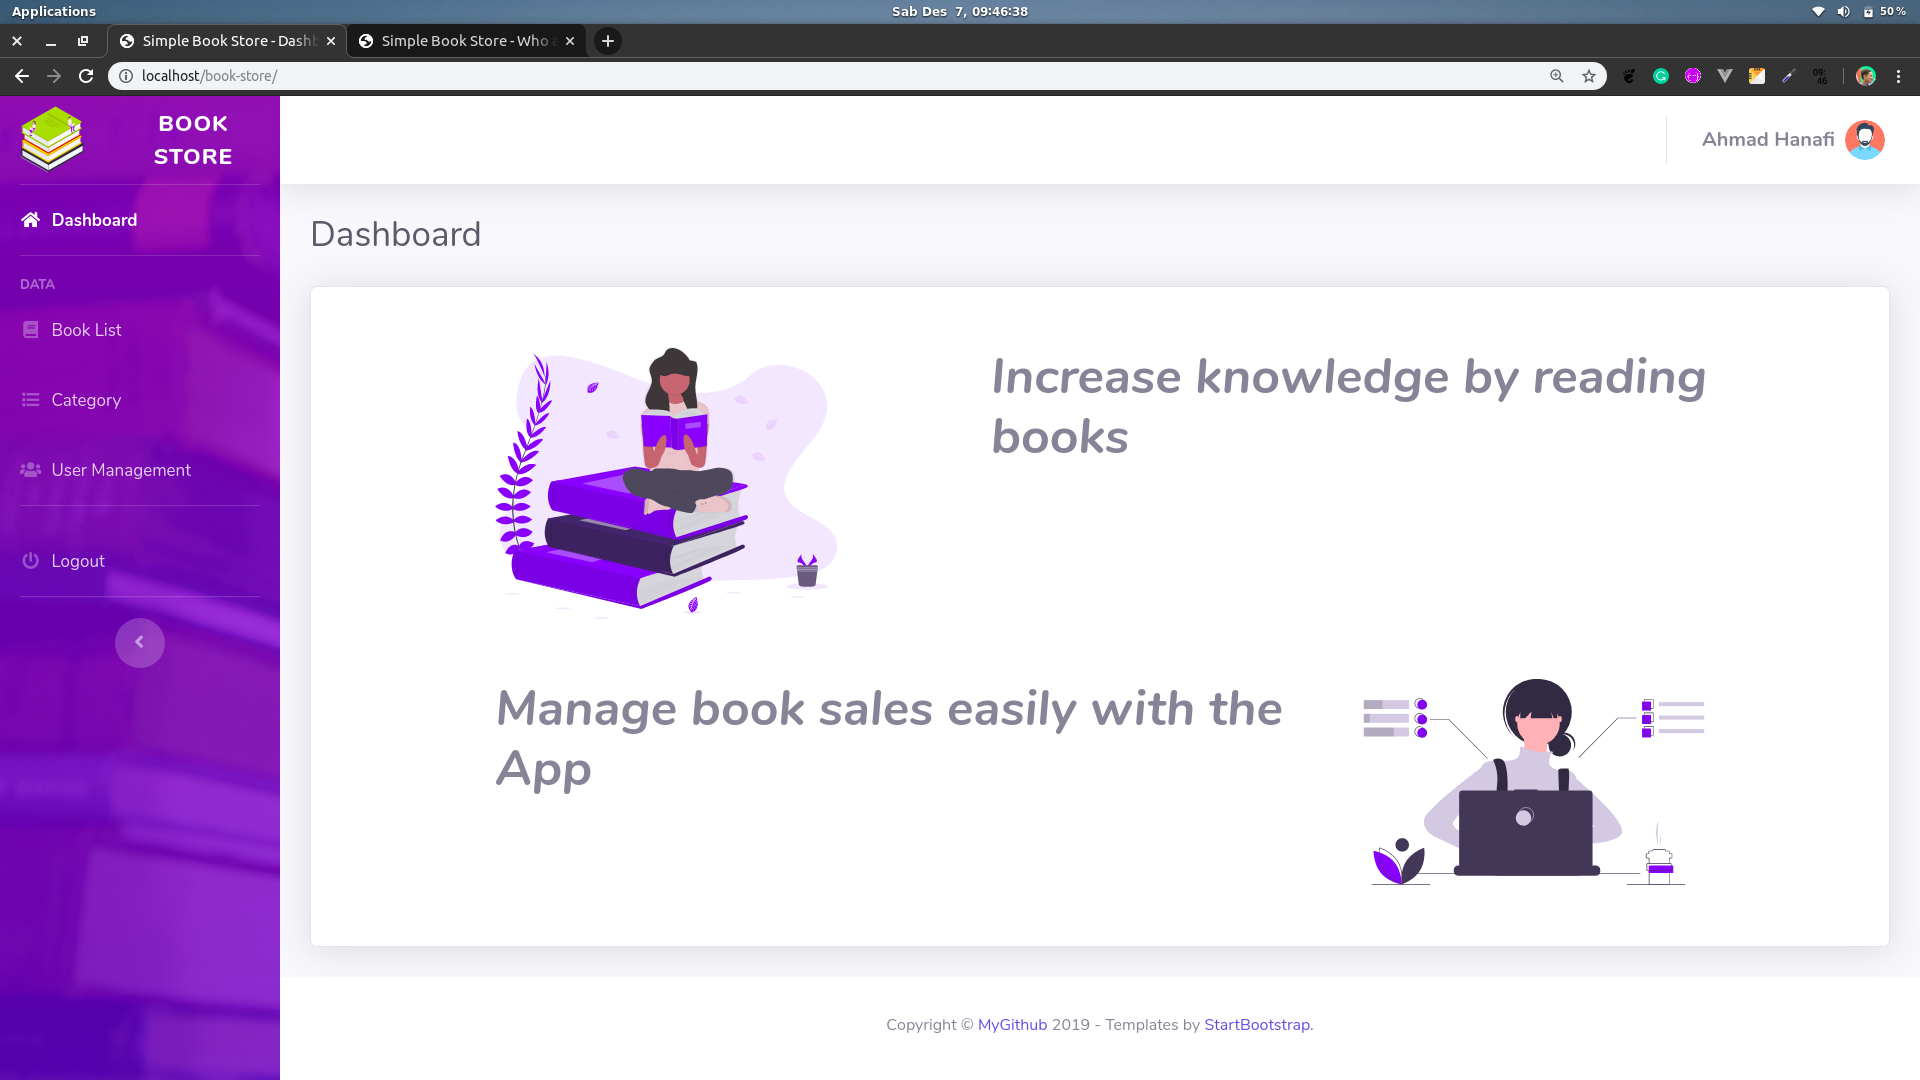 Applications
Sab Des 7, 09:46:38
50 %
Simple Book Store - Dashb
Simple Book Store - Who a
localhost/book-store/
09:
46
BOOK
STORE
Ahmad Hanafi
Dashboard
DATA
Book List
Category
User Management
Logout
Dashboard
Increase knowledge by reading
books
Manage book sales easily with the
App
Copyright © MyGithub 2019 - Templates by StartBootstrap.